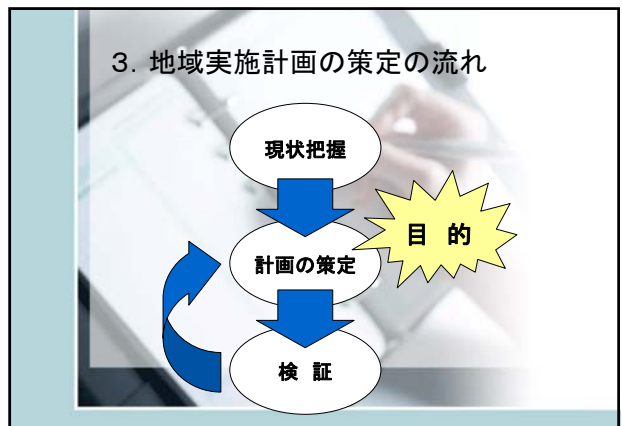 ３．地域実施計画の策定の流れ
現状把握
目　的
計画の策定
検　証